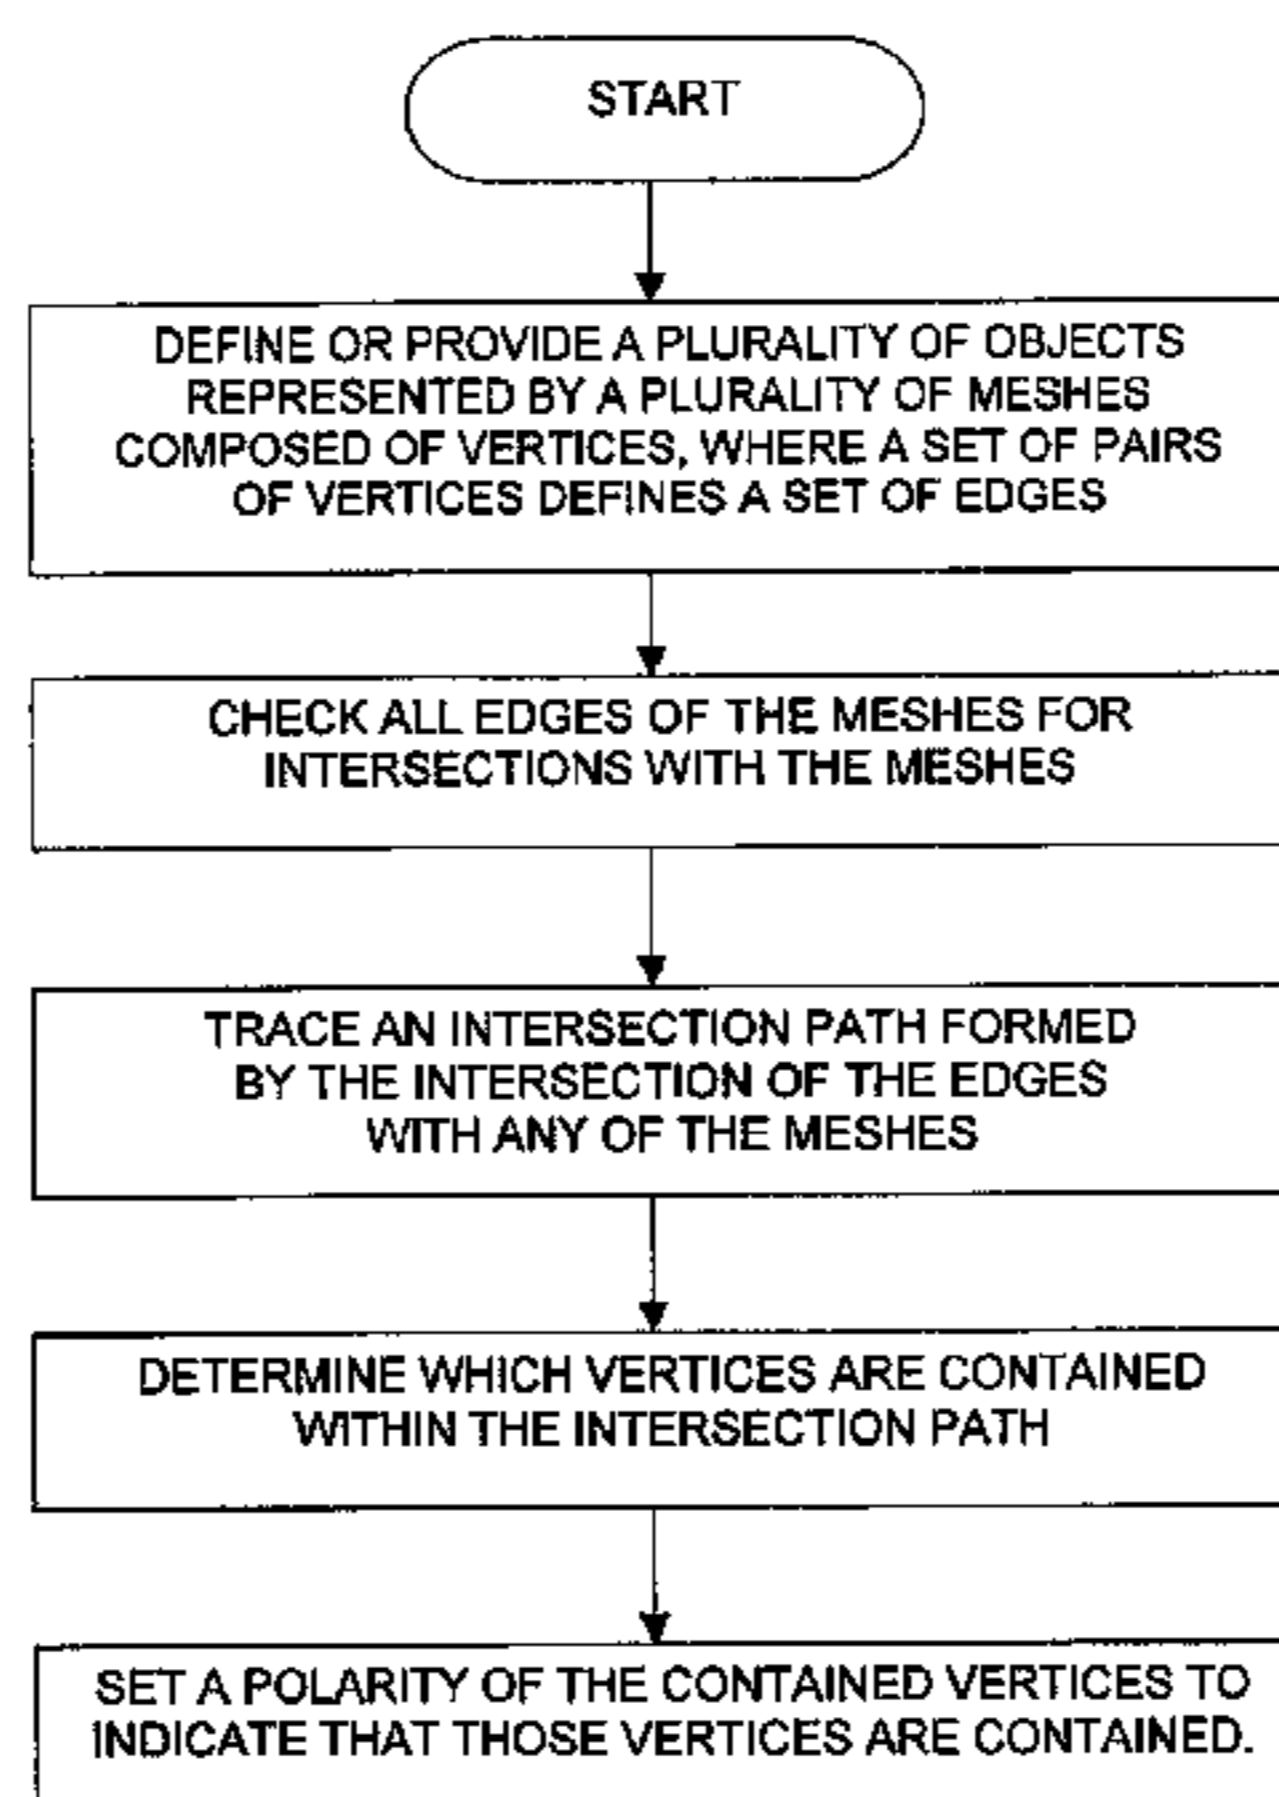 START
DEFINE OR PROVIDE A PLURALITY OF OBJECTS
REPRESENTED BY A PLURALITY OF MESHES
COMPOSED OF VERTICES, WHERE A SET OF PAIRS
OF VERTICES DEFINES A SET OF EDGES
CHECK ALL EDGES OF THE MESHES FOR
INTERSECTIONS WITH THE MESHES
TRACE AN INTERSECTION PATH FORMED
BY THE INTERSECTION OF THE EDGES
WITH ANY OF THE MESHES
DETERMINE WHICH VERTICES ARE CONTAINED
WITHIN THE INTERSECTION PATH
SET A POLARITY OF THE CONTAINED VERTICES TO
INDICATE THAT THOSE VERTICES ARE CONTAINED.